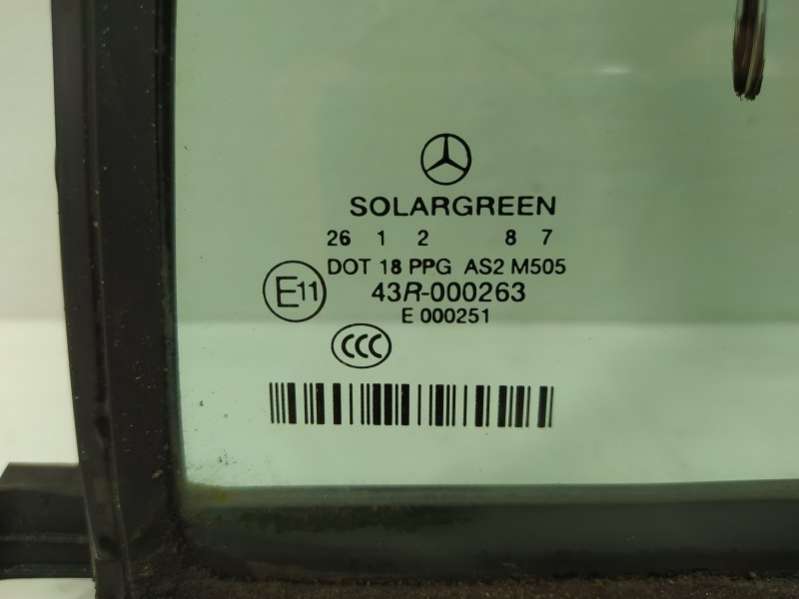 SOLARGREEN
26 1 2 8 7
DOT 18 PPG AS2 M505
E11 43R-000263
E 000251
CCC